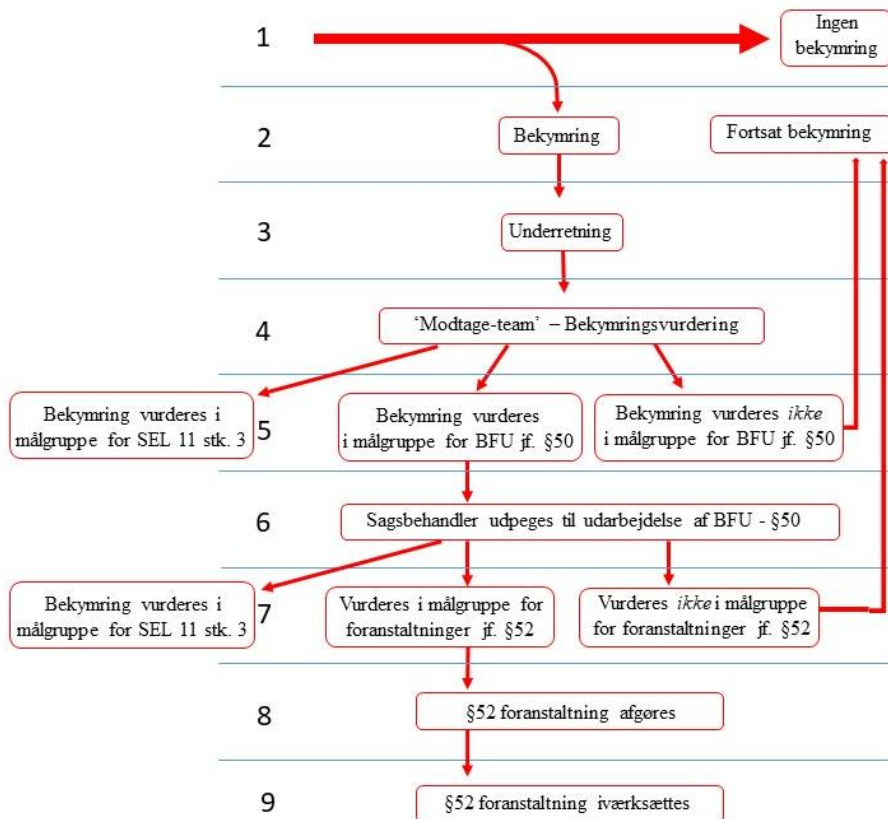 1
Ingen
bekymring
2
Bekymring
Fortsat bekymring
3
Underretning
4
‘Modtage-team’ – Bekymringsvurdering
5
Bekymring vurderes i
målgruppe for SEL 11 stk. 3
Bekymring vurderes
i målgruppe for BFU jf. §50
Bekymring vurderes ikke
i målgruppe for BFU jf. §50
6
Sagsbehandler udpeges til udarbejdelse af BFU - §50
7
Bekymring vurderes i
målgruppe for SEL 11 stk. 3
Vurderes i målgruppe for
foranstaltninger jf. §52
Vurderes ikke i målgruppe
for foranstaltninger jf. §52
8
§52 foranstaltning afgøres
9
§52 foranstaltning iværksættes